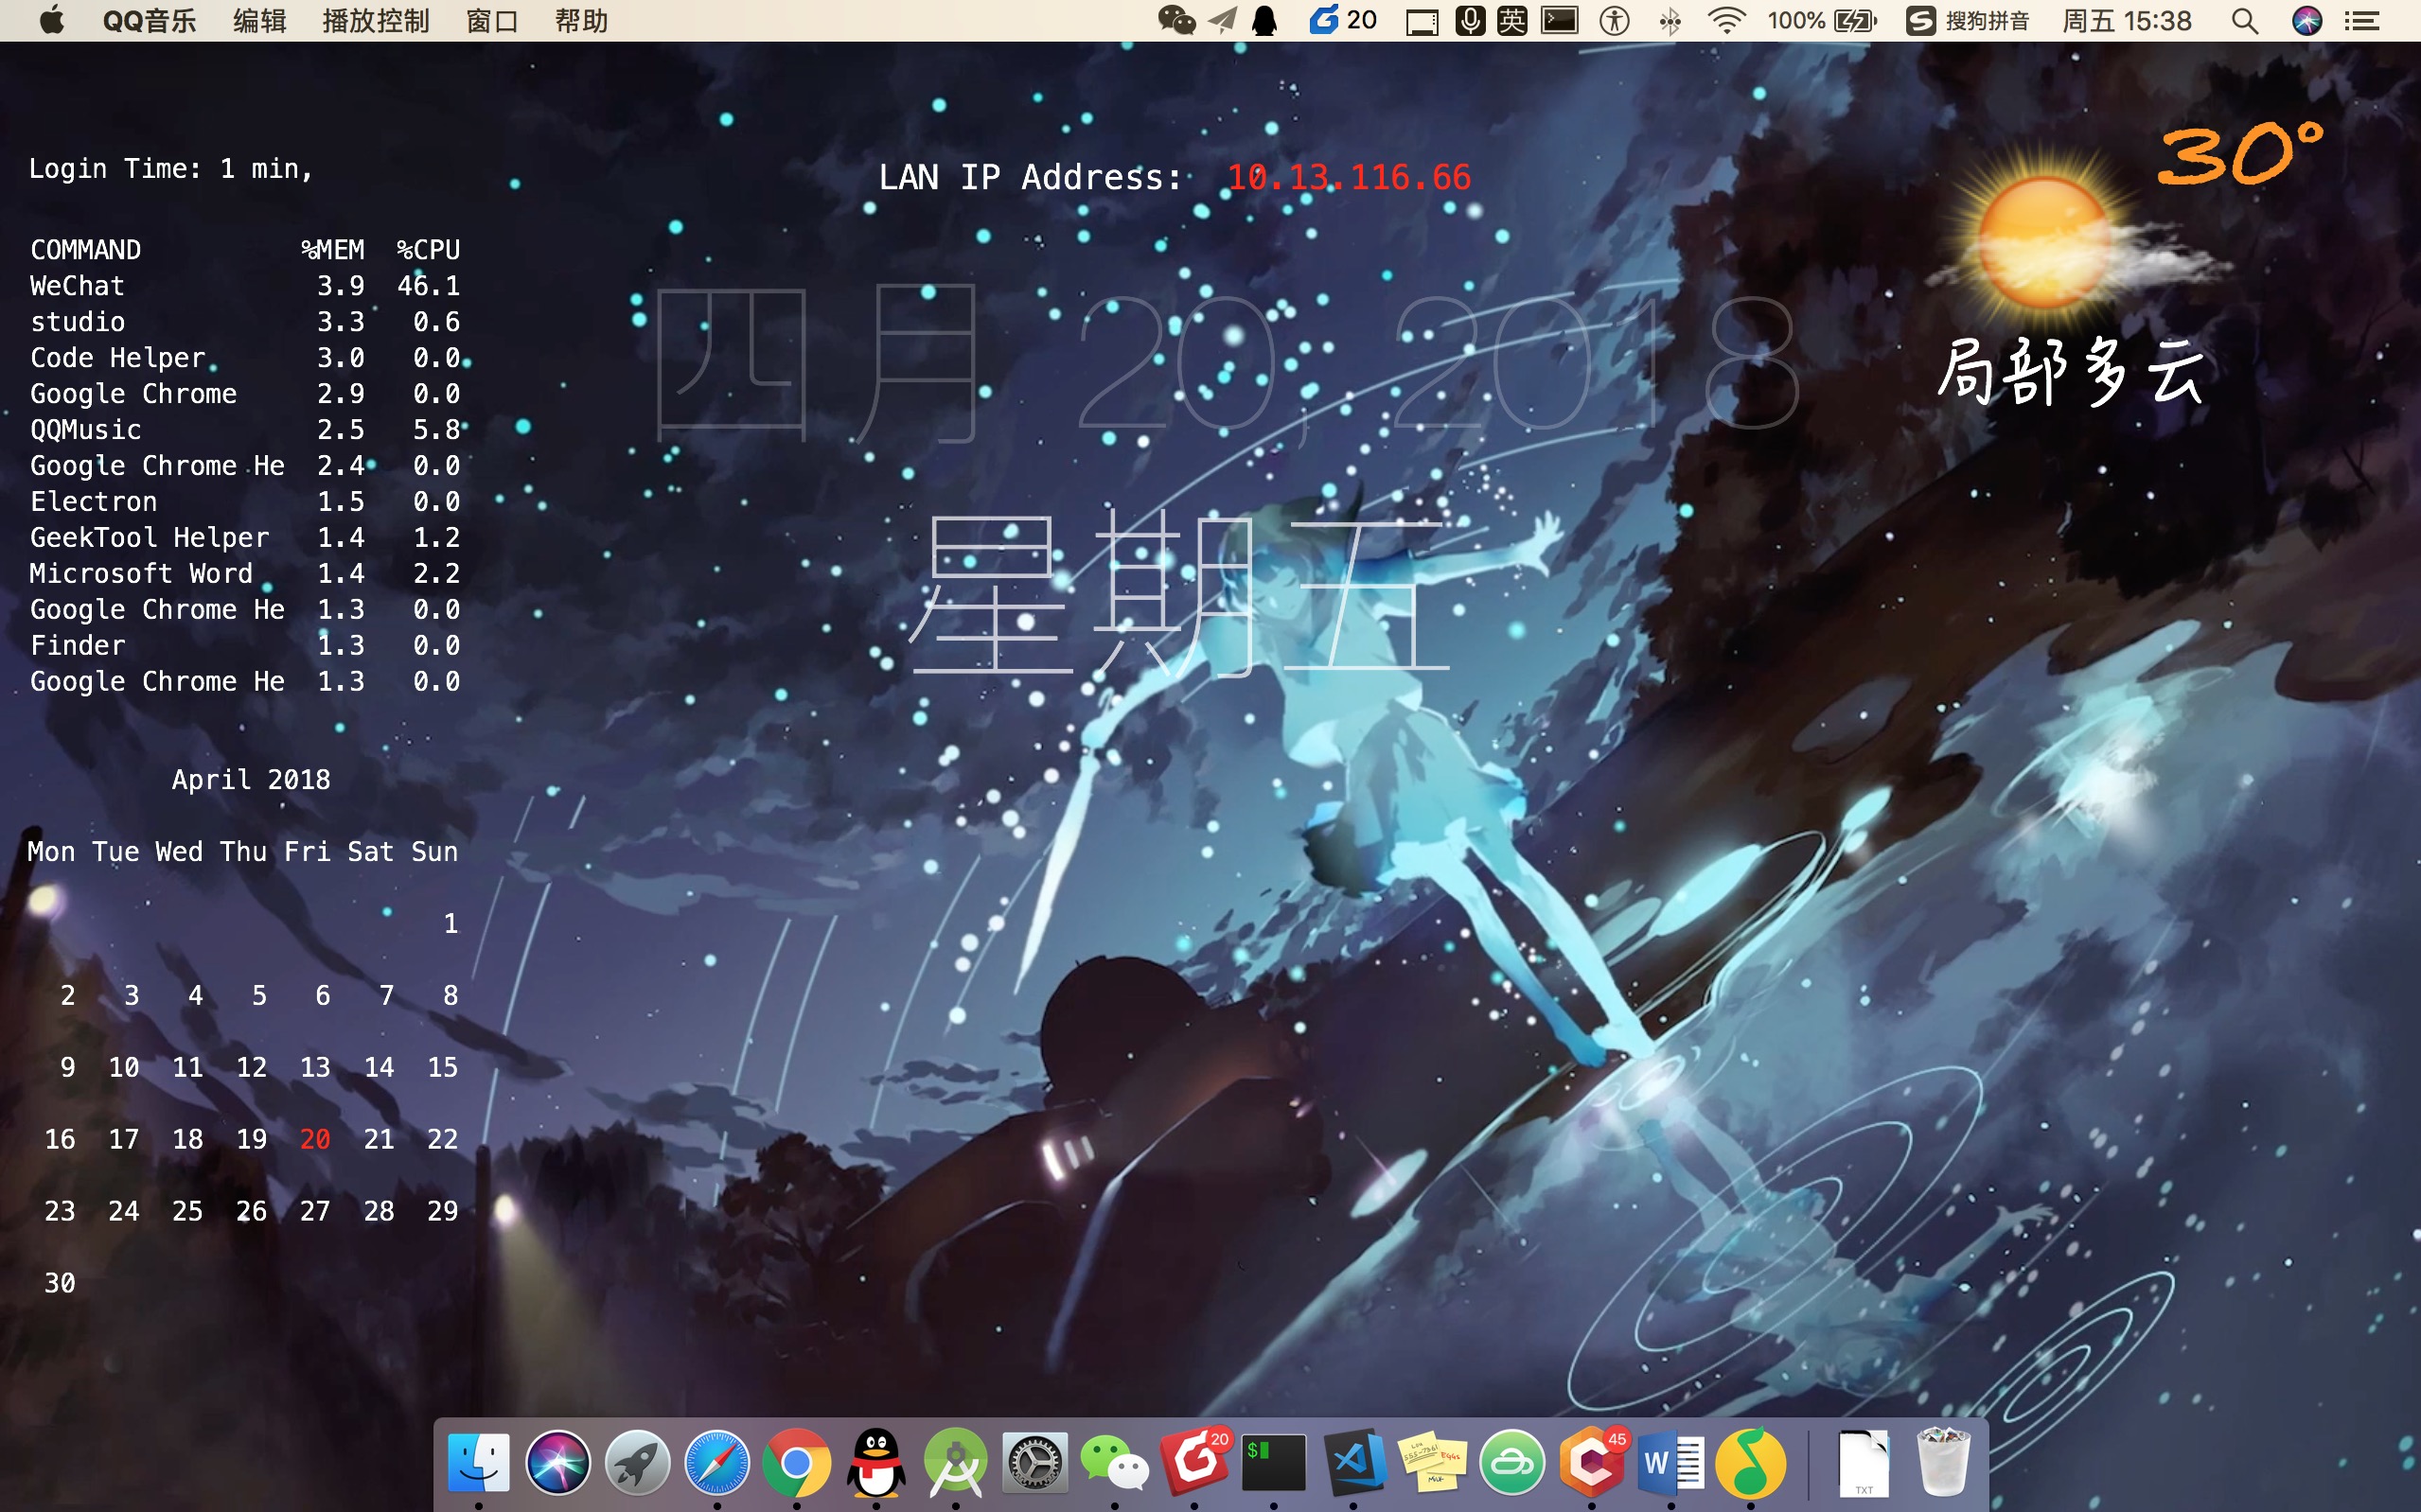 QQ音乐 编辑 播放控制 窗口 帮助 20 英 100% 搜狗拼音 周五 15:38
Login Time: 1 min,
LAN IP Address: 10.13.116.66
30°
局部多云
四月 20, 2018
星期五
COMMAND %MEM %CPU
WeChat 3.9 46.1
studio 3.3 0.6
Code Helper 3.0 0.0
Google Chrome 2.9 0.0
QQMusic 2.5 5.8
Google Chrome He 2.4 0.0
Electron 1.5 0.0
GeekTool Helper 1.4 1.2
Microsoft Word 1.4 2.2
Google Chrome He 1.3 0.0
Finder 1.3 0.0
Google Chrome He 1.3 0.0
April 2018
Mon Tue Wed Thu Fri Sat Sun
1
2 3 4 5 6 7 8
9 10 11 12 13 14 15
16 17 18 19 20 21 22
23 24 25 26 27 28 29
30
20
$
45
W
TXT